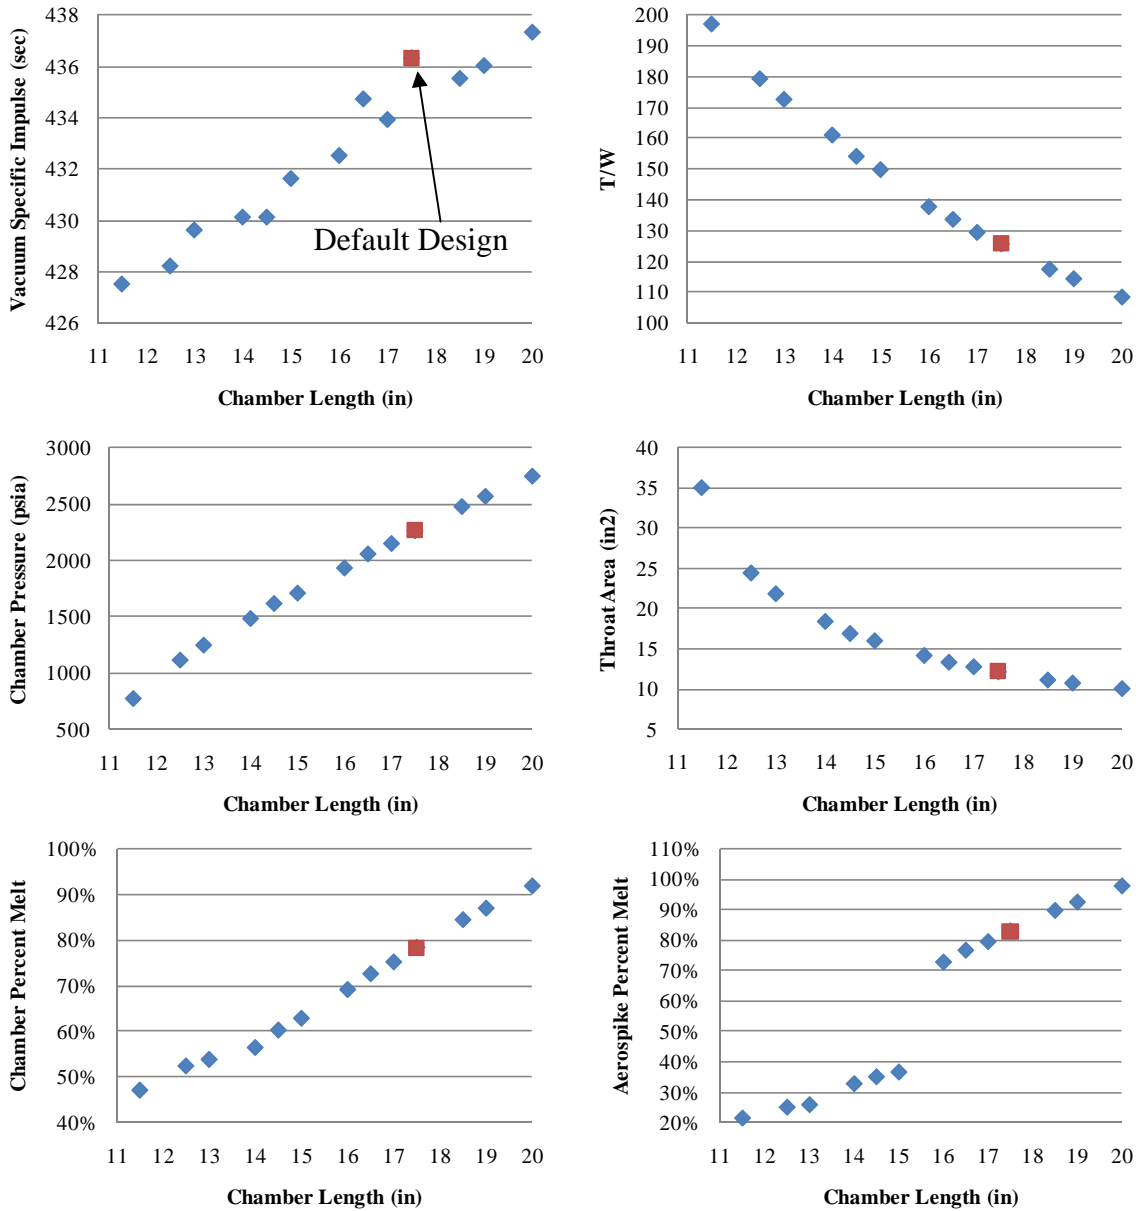 Vacuum Specific Impulse (sec)
438
436
434
432
430
428
426
Default Design
11 12 13 14 15 16 17 18 19 20
Chamber Length (in)
T/W
200
190
180
170
160
150
140
130
120
110
100
11 12 13 14 15 16 17 18 19 20
Chamber Length (in)
Chamber Pressure (psia)
3000
2500
2000
1500
1000
500
11 12 13 14 15 16 17 18 19 20
Chamber Length (in)
Throat Area (in2)
40
35
30
25
20
15
10
5
11 12 13 14 15 16 17 18 19 20
Chamber Length (in)
Chamber Percent Melt
100%
90%
80%
70%
60%
50%
40%
11 12 13 14 15 16 17 18 19 20
Chamber Length (in)
Aerospike Percent Melt
110%
100%
90%
80%
70%
60%
50%
40%
30%
20%
11 12 13 14 15 16 17 18 19 20
Chamber Length (in)